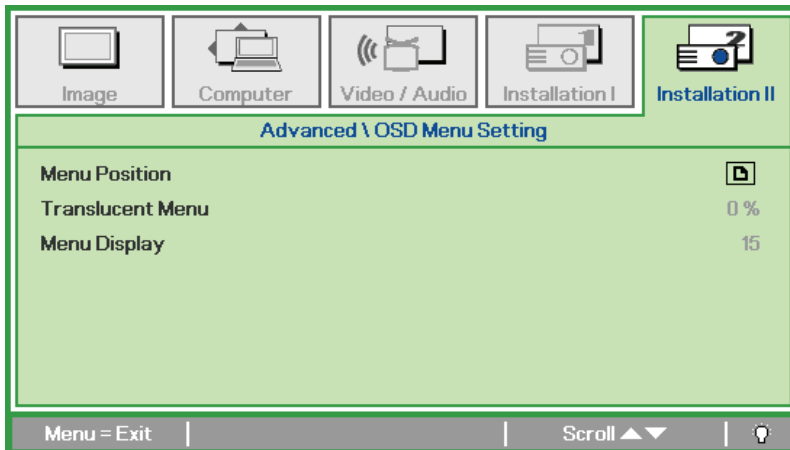 Image Computer Video / Audio Installation I Installation II
Advanced \ OSD Menu Setting
Menu Position
Translucent Menu 0 %
Menu Display 15
Menu = Exit Scroll